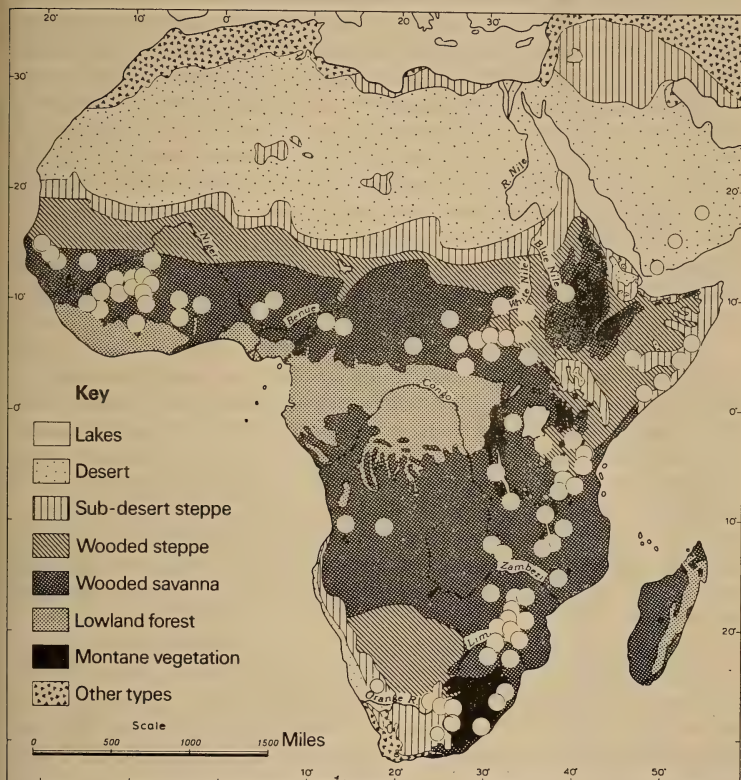 20°
10°
0°
10°
20°
30°
40°
50°
30°
20°
20°
R. Nile
Niger
Blue Nile
Nile
10°
10°
Benue
Congo
Key
0°
0°
Lakes
Desert
Sub-desert steppe
Wooded steppe
10°
Wooded savanna
Zambezi
Lowland forest
Lim
20°
Montane vegetation
Orange R
Other types
Scale
0 500 1000 1500 Miles
10°
20°
30°
40°
50°